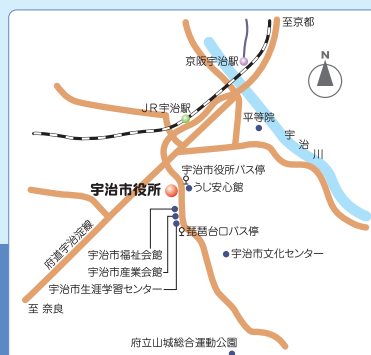 至京都
京阪宇治駅
N
JR宇治駅
平等院
宇治川
宇治市役所バス停
うじ安心館
宇治市役所
府道宇治淀線
宇治市福祉会館
琵琶台口バス停
宇治市産業会館
宇治市文化センター
宇治市生涯学習センター
至 奈良
府立山城総合運動公園